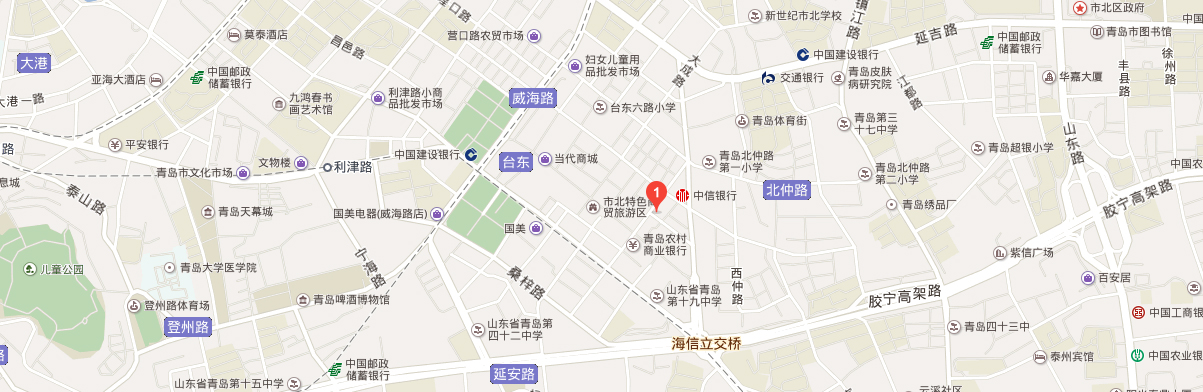 市北区政府
新世纪市北学校
镇江路
延吉路
青岛市图书馆
莫泰酒店
昌邑路
营口路农贸市场
大港
中国邮政
储蓄银行
亚海大酒店
妇女儿童用
品批发市场
大成路
中国建设银行
交通银行
青岛皮肤
病研究院
江都路
中国邮政
储蓄银行
华嘉大厦
丰县路
徐州路
大港一路
九鸿春书
画艺术馆
利津路小商
品批发市场
威海路
台东六路小学
青岛体育街
青岛第三
十七中学
山东路
平安银行
文物楼
利津路
中国建设银行
台东
当代商城
青岛北仲路
第一小学
青岛超银小学
青岛市文化市场
泰山路
青岛天幕城
国美电器(威海路店)
国美
市北特色商
贸旅游区
1
中信银行
北仲路
青岛北仲路
第二小学
青岛绣品厂
胶宁高架路
中国农
青岛农村
商业银行
紫信广场
儿童公园
青岛大学医学院
宁海路
登州路体育场
青岛啤酒博物馆
桑梓路
山东省青岛
第十九中学
西仲路
胶宁高架路
百安居
登州路
山东省青岛第
四十二中学
海信立交桥
青岛四十三中
中国工商银
中国邮政
储蓄银行
延安路
泰州宾馆
中国农业银
山东省青岛第十五中学
云溪社区